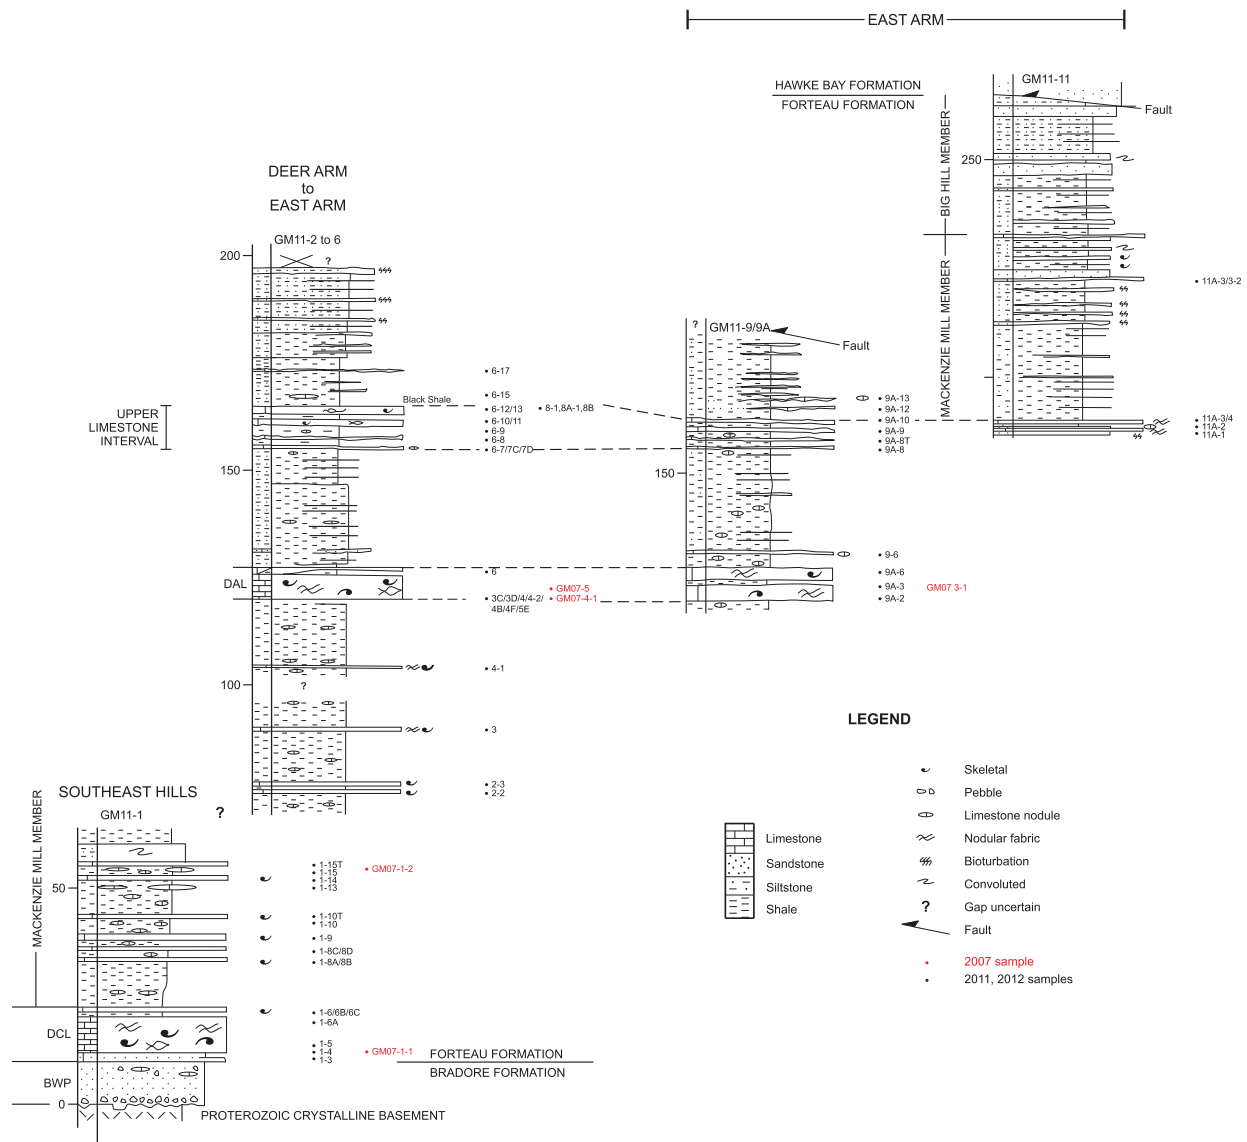 EAST ARM
HAWKE BAY FORMATION
FORTEAU FORMATION
GM11-11
Fault
BIG HILL MEMBER
250
MACKENZIE MILL MEMBER
11A-3/3-2
11A-3/4
11A-2
11A-1
DEER ARM
to
EAST ARM
GM11-2 to 6
?
200
6-17
6-15
Black Shale
6-12/13
8-1,8A-1,8B
6-10/11
6-9
6-8
6-7/7C/7D
UPPER
LIMESTONE
INTERVAL
150
DAL
6
GM07-5
3C/3D/4/4-2/
4B/4F/5E
GM07-4-1
4-1
100
?
3
2-3
2-2
?
GM11-9/9A
Fault
9A-13
9A-12
9A-10
9A-9
9A-8T
9A-8
150
9-6
9A-6
9A-3
GM07 3-1
9A-2
SOUTHEAST HILLS
GM11-1
?
MACKENZIE MILL MEMBER
1-15T
1-15
GM07-1-2
1-14
1-13
50
1-10T
1-10
1-9
1-8C/8D
1-8A/8B
1-6/6B/6C
1-6A
DCL
1-5
1-4
GM07-1-1
1-3
FORTEAU FORMATION
BRADORE FORMATION
BWP
0
PROTEROZOIC CRYSTALLINE BASEMENT
LEGEND
Limestone
Sandstone
Siltstone
Shale
Skeletal
Pebble
Limestone nodule
Nodular fabric
Bioturbation
Convoluted
? Gap uncertain
Fault
2007 sample
2011, 2012 samples